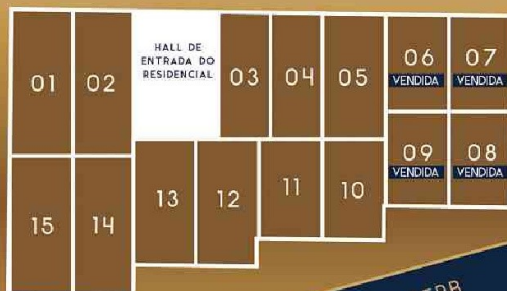 01
02
HALL DE
ENTRADA DO
RESIDENCIAL
03
04
05
06
VENDIDA
07
VENDIDA
09
VENDIDA
08
VENDIDA
13
12
11
10
15
14